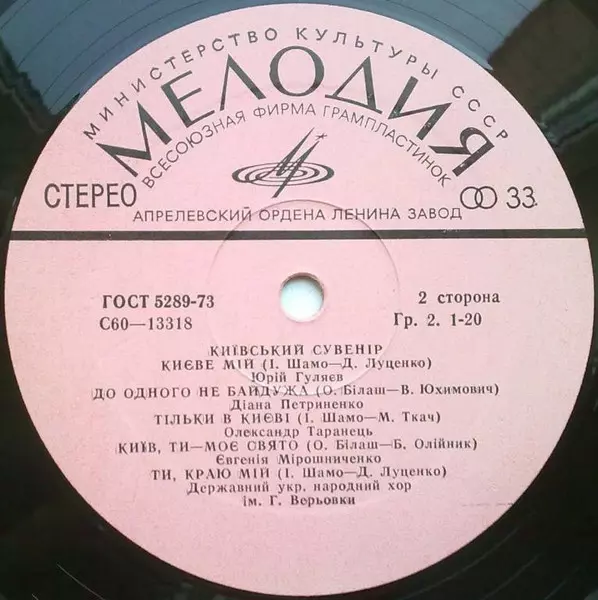 МИНИСТЕРСТВО КУЛЬТУРЫ СССР
МЕЛОДИЯ
ВСЕСОЮЗНАЯ ФИРМА ГРАМПЛАСТИНОК
СТЕРЕО
33
АПРЕЛЕВСКИЙ ОРДЕНА ЛЕНИНА ЗАВОД
ГОСТ 5289-73
2 сторона
С60—13318
Гр. 2. 1-20
КИЇВСЬКИЙ СУВЕНІР
КИЄВЕ МІЙ (І. Шамо—Д. Луценко)
Юрій Гуляєв
ДО ОДНОГО НЕ БАЙДУЖА (О. Білаш—В. Юхимович)
Діана Петриненко
ТІЛЬКИ В КИЄВІ (І. Шамо—М. Ткач)
Олександр Таранець
КИЇВ, ТИ—МОЄ СВЯТО (О. Білаш—Б. Олійник)
Євгенія Мірошниченко
ТИ, КРАЮ МІЙ (І. Шамо—Д. Луценко)
Державний укр. народний хор
ім. Г. Верьовки